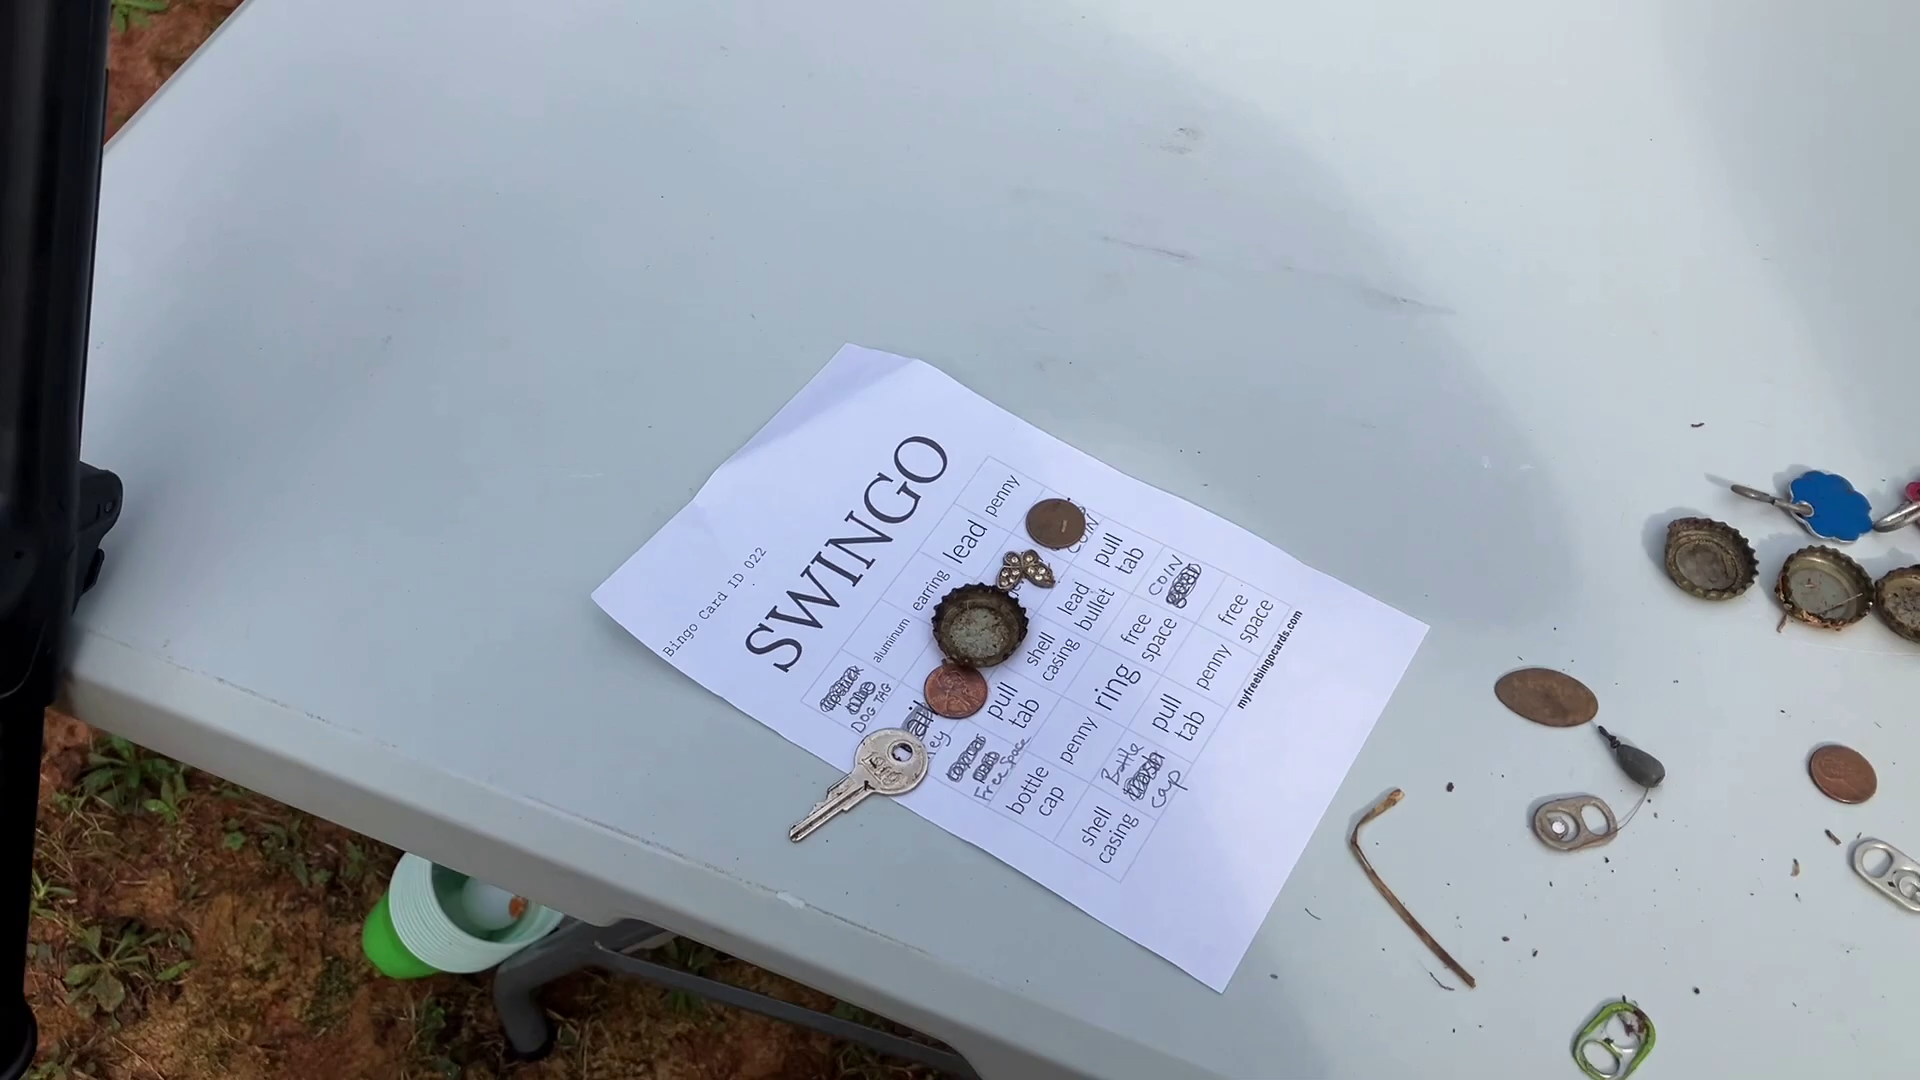 Bingo Card ID 022
SWINGO
DOG TAG
aluminum
earring
lead
penny
COIN
Free Space
pull
tab
shell
casing
lead
bullet
pull
tab
bottle
cap
penny
ring
free
space
COIN
shell
casing
Bottle
cap
pull
tab
penny
free
space
myfreebingocards.com